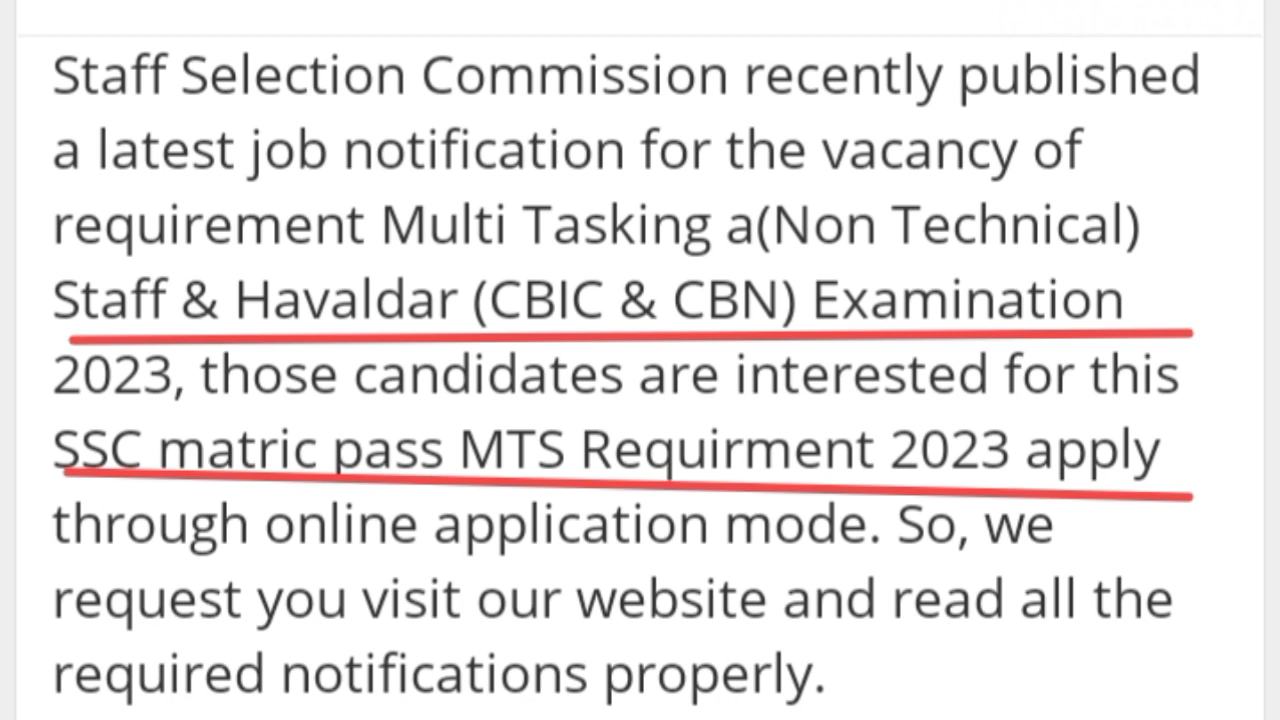 Staff Selection Commission recently published
a latest job notification for the vacancy of
requirement Multi Tasking a(Non Technical)
Staff & Havaldar (CBIC & CBN) Examination
2023, those candidates are interested for this
SSC matric pass MTS Requirment 2023 apply
through online application mode. So, we
request you visit our website and read all the
required notifications properly.